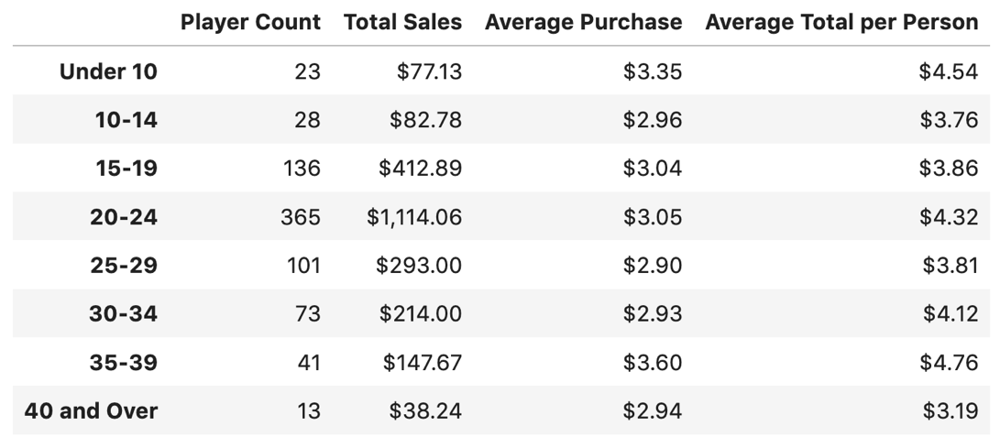 Player Count Total Sales Average Purchase Average Total per Person
Under 10 23 $77.13 $3.35 $4.54
10-14 28 $82.78 $2.96 $3.76
15-19 136 $412.89 $3.04 $3.86
20-24 365 $1,114.06 $3.05 $4.32
25-29 101 $293.00 $2.90 $3.81
30-34 73 $214.00 $2.93 $4.12
35-39 41 $147.67 $3.60 $4.76
40 and Over 13 $38.24 $2.94 $3.19